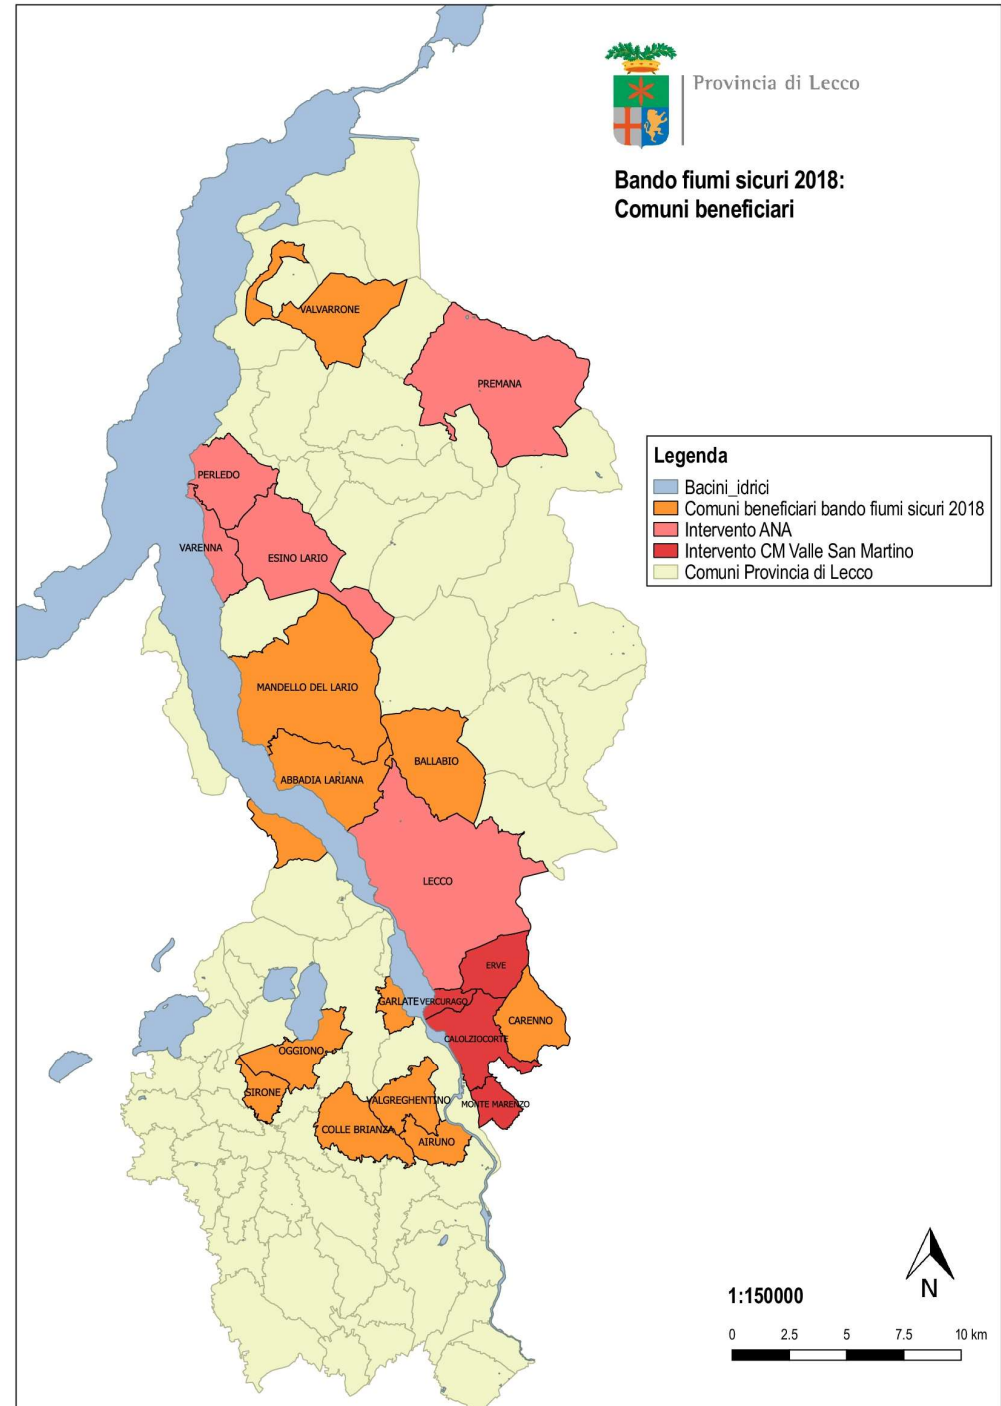 Provincia di Lecco
Bando fiumi sicuri 2018:
Comuni beneficiari
VALVARRONE
PREMANA
Legenda
Bacini_idrici
Comuni beneficiari bando fiumi sicuri 2018
Intervento ANA
Intervento CM Valle San Martino
Comuni Provincia di Lecco
PERLEDO
VARENNA
ESINO LARIO
MANDELLO DEL LARIO
BALLABIO
ABBADIA LARIANA
LECCO
ERVE
GARLATE
VERCURAGO
CARENNO
CALOLZIOCORTE
OGGIONO
SIRONE
VALGREGHENTINO
MONTE MARENZO
COLLE BRIANZA
AIRUNO
N
1:150000
0 2.5 5 7.5 10 km